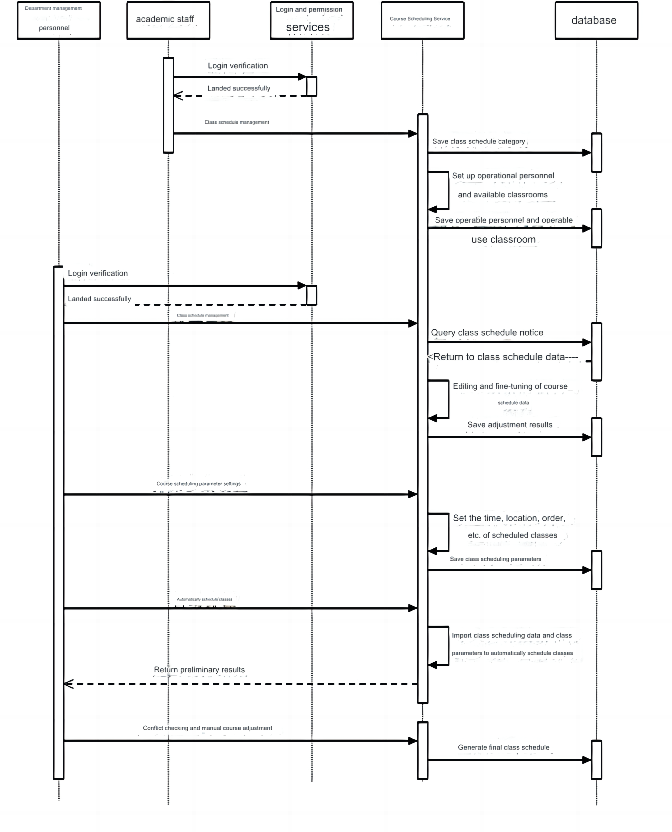 Department management
personnel
academic staff
Login and permission
services
Course Scheduling Service
database
Login verification
Landed successfully
Class schedule management
Save class schedule category
Set up operational personnel
and available classrooms
Save operable personnel and operable
use classroom
Login verification
Landed successfully
Class schedule management
Query class schedule notice
<Return to class schedule data----
Editing and fine-tuning of course
schedule data
Save adjustment results
Course scheduling parameter settings
Set the time, location, order,
etc. of scheduled classes
Save class scheduling parameters
Automatically schedule classes
Import class scheduling data and class
parameters to automatically schedule classes
Return preliminary results
Conflict checking and manual course adjustment
Generate final class schedule